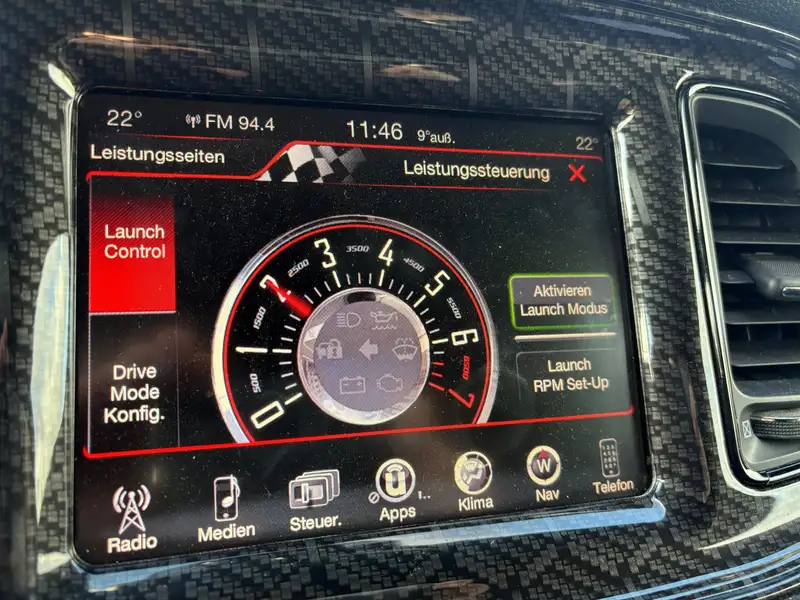 22°
FM 94.4
11:46
9°auß.
22°
Leistungsseiten
Leistungssteuerung
X
Launch
Control
Drive
Mode
Konfig.
0
500
1
1500
2
2500
3
3500
4
4500
5
5500
6
6500
7
Aktivieren
Launch Modus
Launch
RPM Set-Up
Radio
Medien
Steuer.
Apps
Klima
W
Nav
Telefon